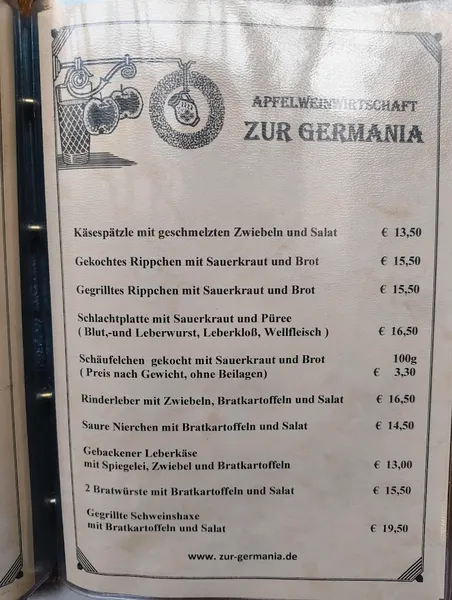 APFELWEINWIRTSCHAFT
ZUR GERMANIA
Käsespätzle mit geschmelzten Zwiebeln und Salat € 13,50
Gekochtes Rippchen mit Sauerkraut und Brot € 15,50
Gegrilltes Rippchen mit Sauerkraut und Brot € 15,50
Schlachtplatte mit Sauerkraut und Püree
( Blut,-und Leberwurst, Leberkloß, Wellfleisch ) € 16,50
Schäufelchen gekocht mit Sauerkraut und Brot 100g
( Preis nach Gewicht, ohne Beilagen) € 3,30
Rinderleber mit Zwiebeln, Bratkartoffeln und Salat € 16,50
Saure Nierchen mit Bratkartoffeln und Salat € 14,50
Gebackener Leberkäse
mit Spiegelei, Zwiebel und Bratkartoffeln € 13,00
2 Bratwürste mit Bratkartoffeln und Salat € 15,50
Gegrillte Schweinshaxe
mit Bratkartoffeln und Salat € 19,50
www. zur-germania.de